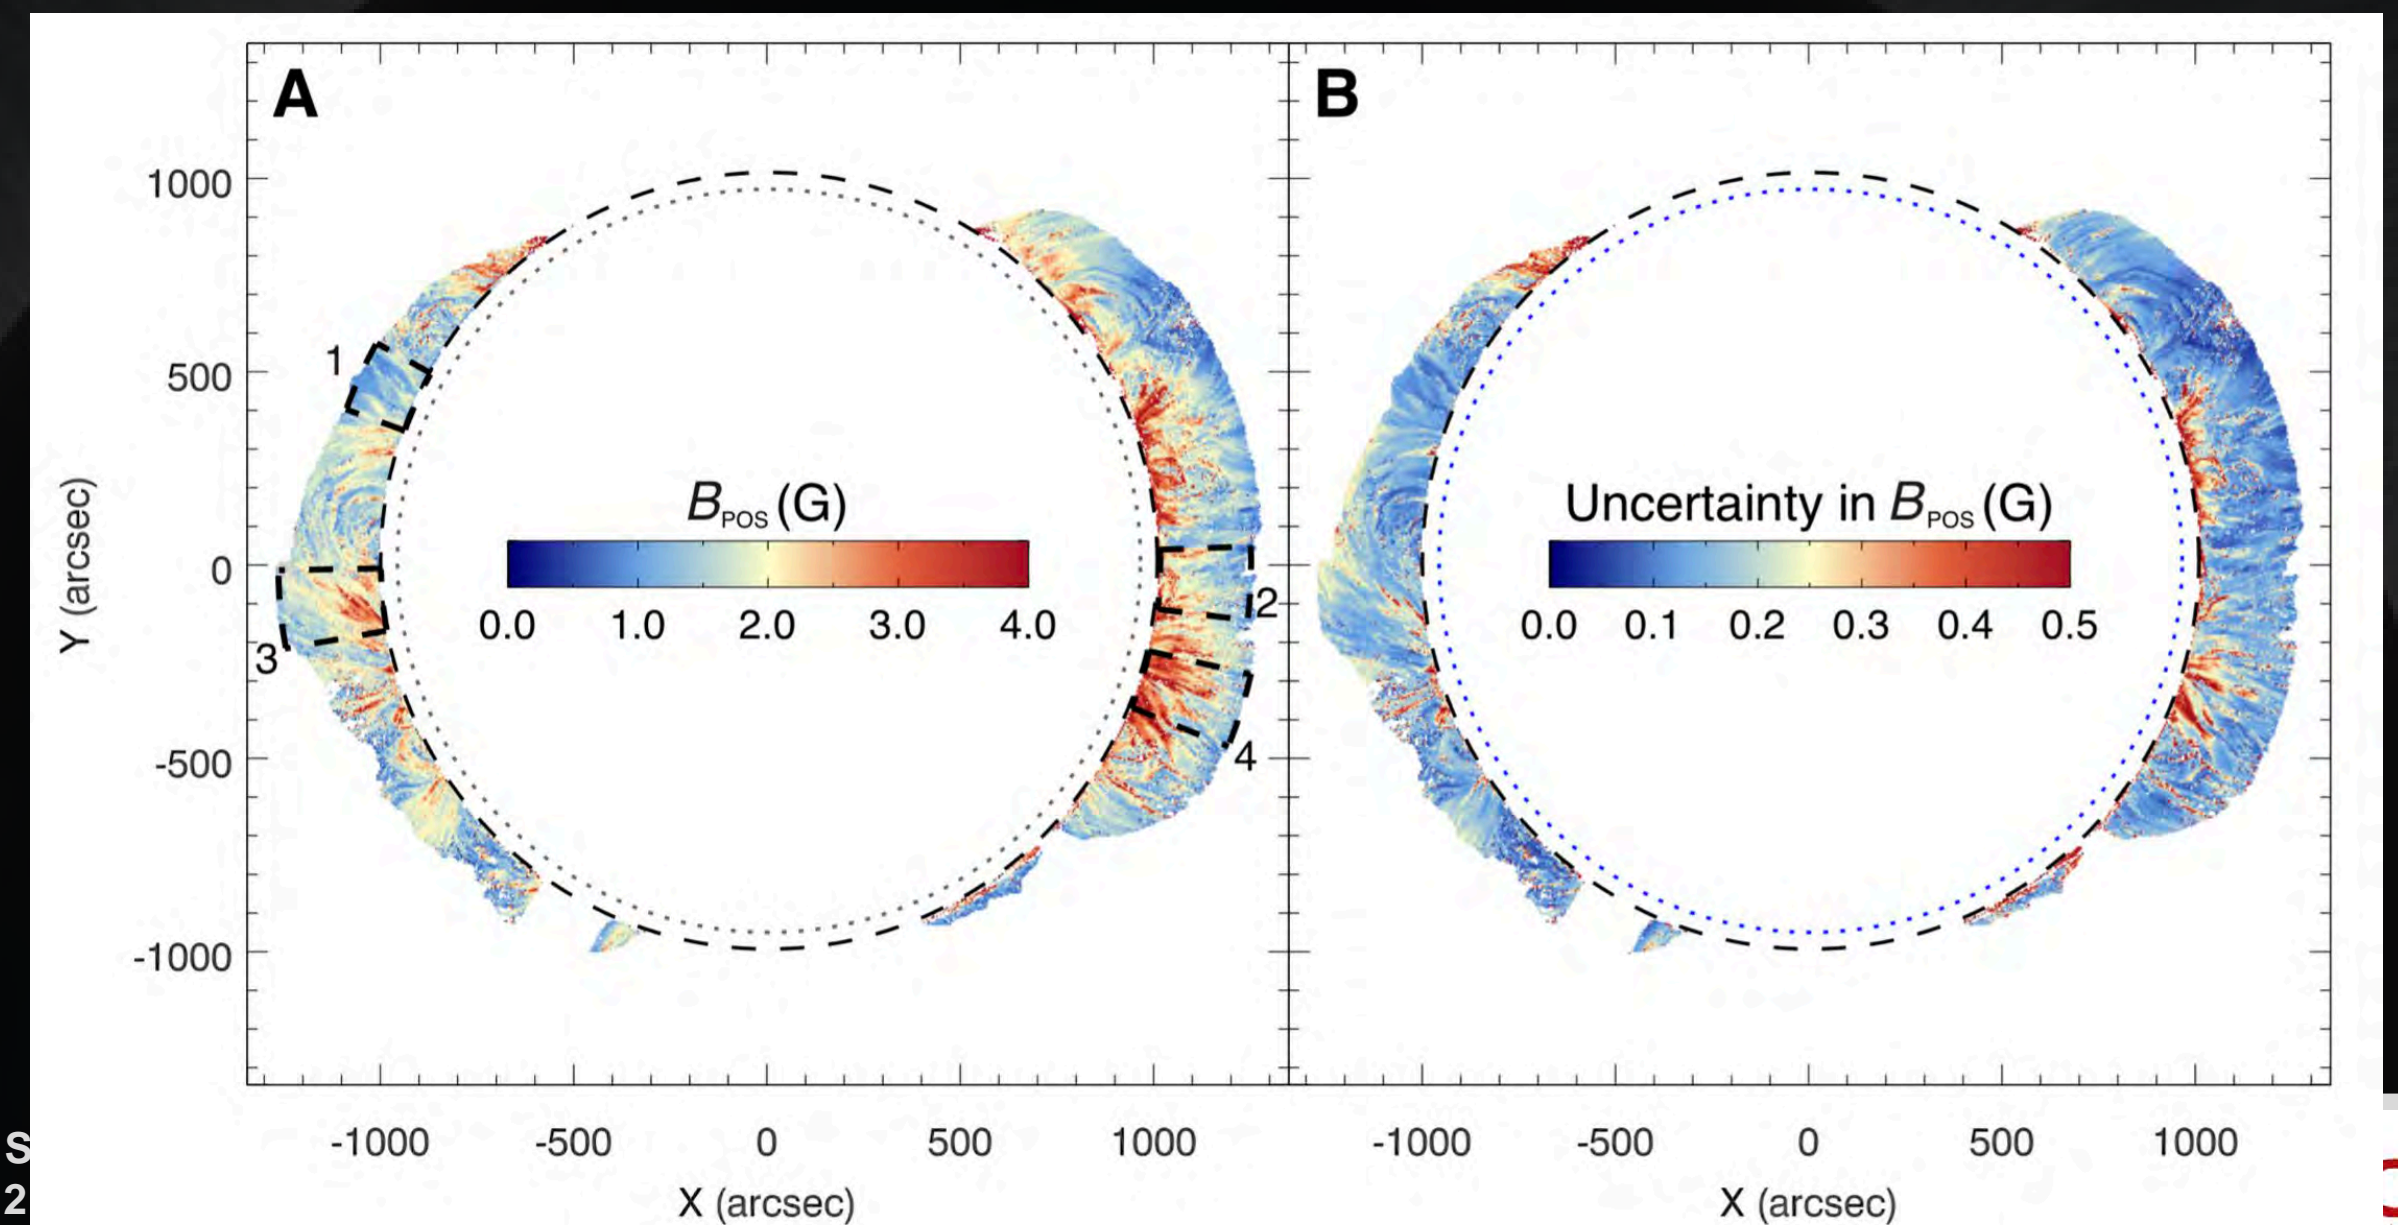 A
B
1000
500
0
-500
-1000
Y (arcsec)
1
2
3
4
BPOS (G)
0.0 1.0 2.0 3.0 4.0
Uncertainty in BPOS (G)
0.0 0.1 0.2 0.3 0.4 0.5
-1000 -500 0 500 1000
-1000 -500 0 500 1000
X (arcsec)
X (arcsec)
S
2